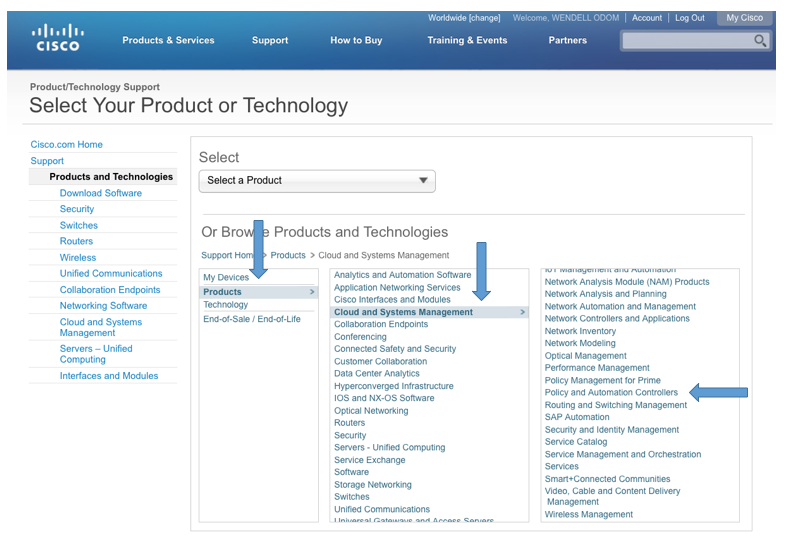 Worldwide [change] Welcome, WENDELL ODOM | Account | Log Out My Cisco
CISCO
Products & Services Support How to Buy Training & Events Partners
Product/Technology Support
Select Your Product or Technology
Cisco.com Home
Support
Products and Technologies
Download Software
Security
Switches
Routers
Wireless
Unified Communications
Collaboration Endpoints
Networking Software
Cloud and Systems
Management
Servers – Unified
Computing
Interfaces and Modules
Select
Select a Product
Or Browse Products and Technologies
Support Home > Products > Cloud and Systems Management
My Devices
Products >
Technology
End-of-Sale / End-of-Life
Analytics and Automation Software
Application Networking Services
Cisco Interfaces and Modules
Cloud and Systems Management >
Collaboration Endpoints
Conferencing
Connected Safety and Security
Customer Collaboration
Data Center Analytics
Hyperconverged Infrastructure
IOS and NX-OS Software
Optical Networking
Routers
Security
Servers - Unified Computing
Service Exchange
Software
Storage Networking
Switches
Unified Communications
Universal Gateways and Access Servers
IoT Management and Automation
Network Analysis Module (NAM) Products
Network Analysis and Planning
Network Automation and Management
Network Controllers and Applications
Network Inventory
Network Modeling
Optical Management
Performance Management
Policy Management for Prime
Policy and Automation Controllers
Routing and Switching Management
SAP Automation
Security and Identity Management
Service Catalog
Service Management and Orchestration
Services
Smart+Connected Communities
Video, Cable and Content Delivery
Management
Wireless Management